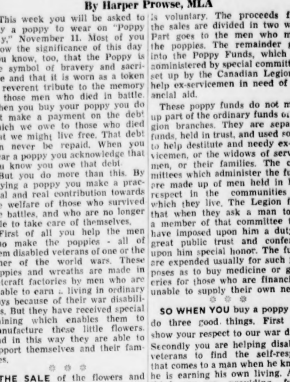 By Harper Prowse, MLA
This week you will be asked to
y a poppy to wear on "Poppy
y," November 11. Most of you
ow the significance of this day
u know, too, that the Poppy is
e symbol of bravery and sacri-
e and that it is worn as a token
reverent tribute to the memory
those men who died in battle.
hen you buy your poppy you do
t make a payment on the debt
ich we owe to those who died
at we might live free. That debt
n never be repaid. When you
ar a poppy you acknowledge that
u know you owe that debt.
But you do more than this. By
ying a poppy you make a prac-
al and real contribution towards
e welfare of those who survived
e battles, and who are no longer
le to take care of themselves.
First of all you help the men
o make the poppies - all of
em disabled veterans of one or the
her of the world wars. These
ppies and wreaths are made in
tcraft factories by men who are
able to earn living in ordinary
ys because of their war disabili-
s. But they have received special
ining which enables them to
nufacture these little flowers.
d in this way they are able to
pport themselves and their fam-
es.
THE SALE of the flowers and
is voluntary. The proceeds f
the sales are divided in two w
Part goes to the men who m
the poppies. The remainder
into the Poppy Funds, which
administered by special committ
set up by the Canadian Legion
help ex-servicemen in need of
ancial aid.
These poppy funds do not m
up part of the ordinary funds o
gion branches. They are separ
funds, held in trust, and used so
to help destitute and needy ex-
vicemen, or the widows of serv
men, or their families. The c
mittees which administer the fu
are made up of men held in
respect in the communities
which they live. The Legion f
that when they ask a man to
a member of that committee t
have imposed upon him a duty
great public trust and confer
upon him special honor. The fu
are expended usually for such p
poses as to buy medicine or g
ceries for those who are financi
unable to supply their own ne
SO WHEN YOU buy a poppy
do three good things. First
show your respect to our war d
Secondly you are helping disab
veterans to find the self-resp
that comes to a man when he kn
he is earning his own living. A